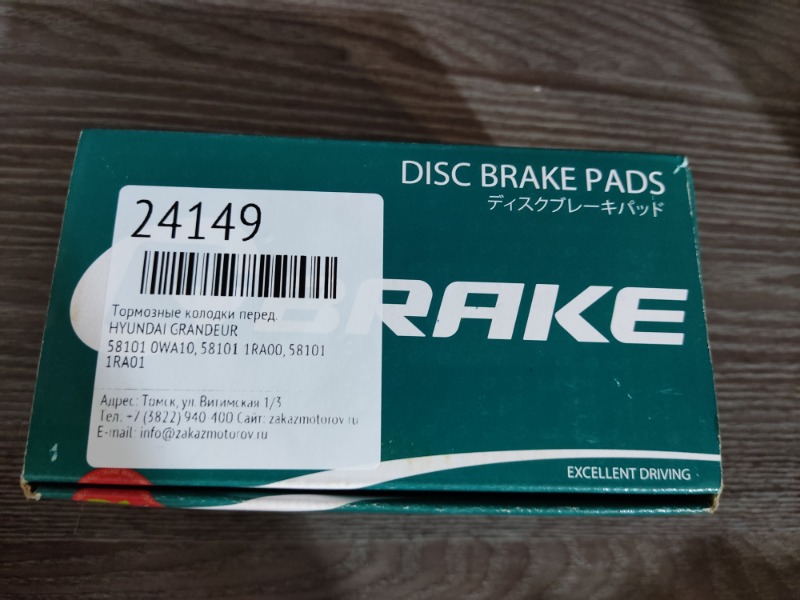 DISC BRAKE PADS
ディスクブレーキパッド
BRAKE
24149
Тормозные колодки перед.
HYUNDAI GRANDEUR
58101 0WA10, 58101 1RA00, 58101
1RA01
Адрес: Томск, ул. Витимская 1/3
Тел. +7 (3822) 940 400 Сайт: zakazmotorov.ru
E-mail: info@zakazmotorov.ru
EXCELLENT DRIVING